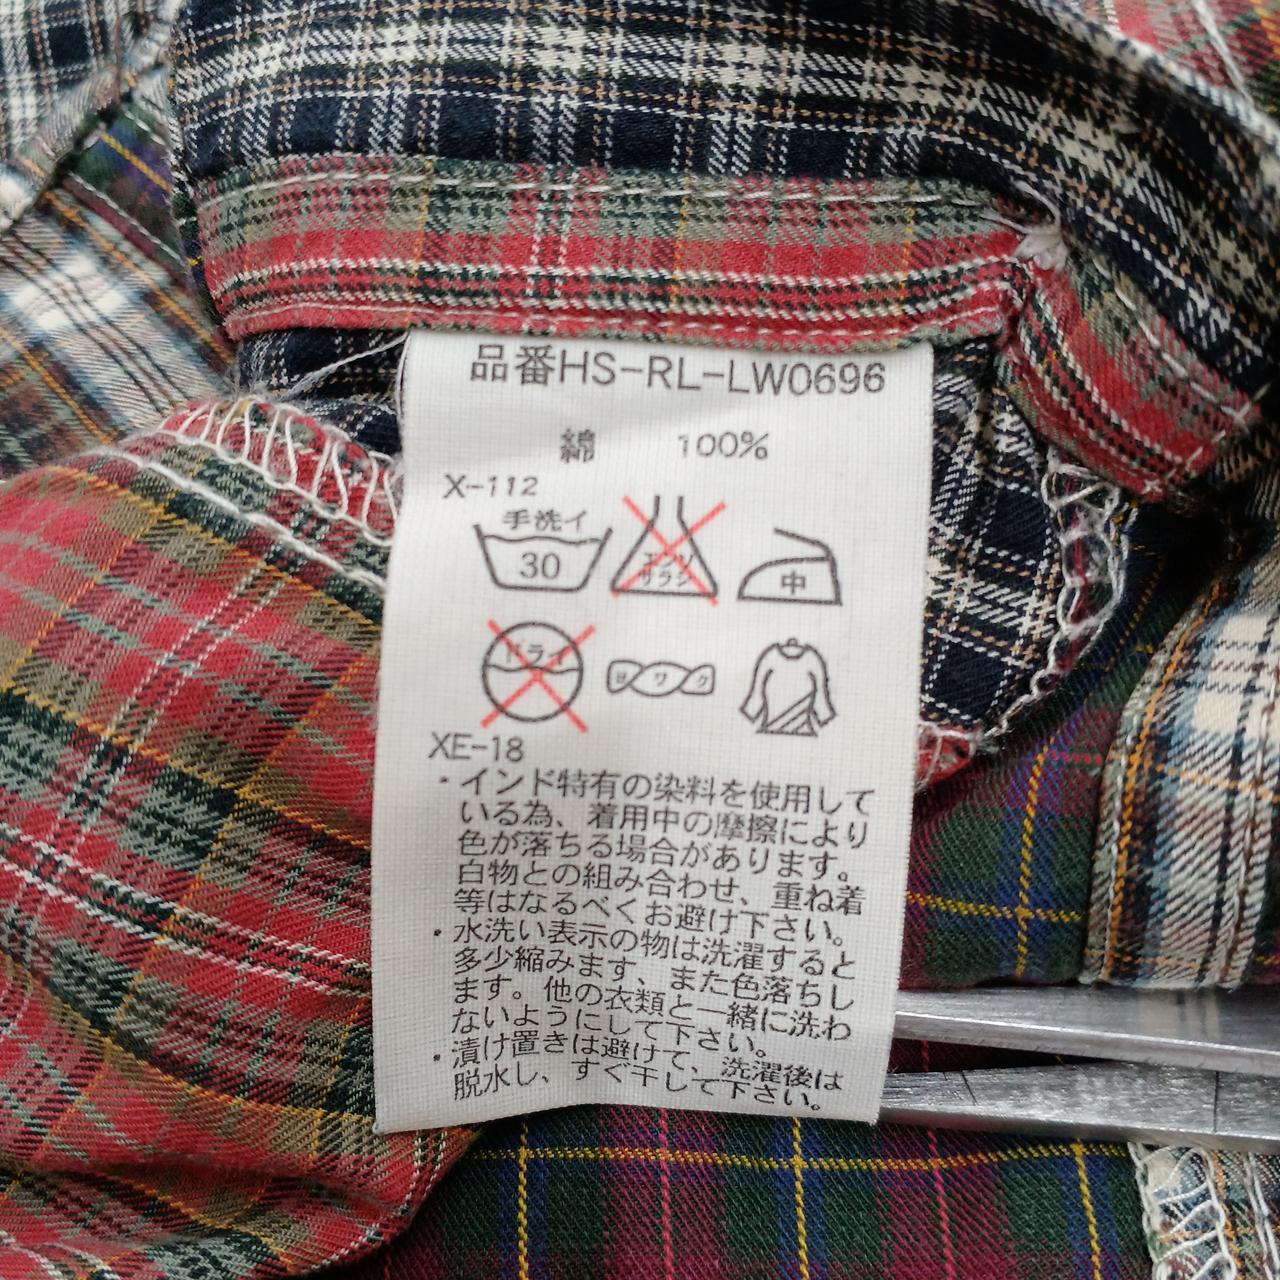 品番HS-RL-LW0696
綿 100%
X-112
手洗イ
30
エンソ
サラシ
中
ドライ
ヨワク
XE-18
・インド特有の染料を使用して
いる為、着用中の摩擦により
色が落ちる場合があります。
白物との組み合わせ、重ね着
等はなるべくお避け下さい。
・水洗い表示の物は洗濯すると
多少縮みます、また色落ちし
ます。他の衣類と一緒に洗わ
ないようにして下さい。
・漬け置きは避けて、洗濯後は
脱水し、すぐ干して下さい。